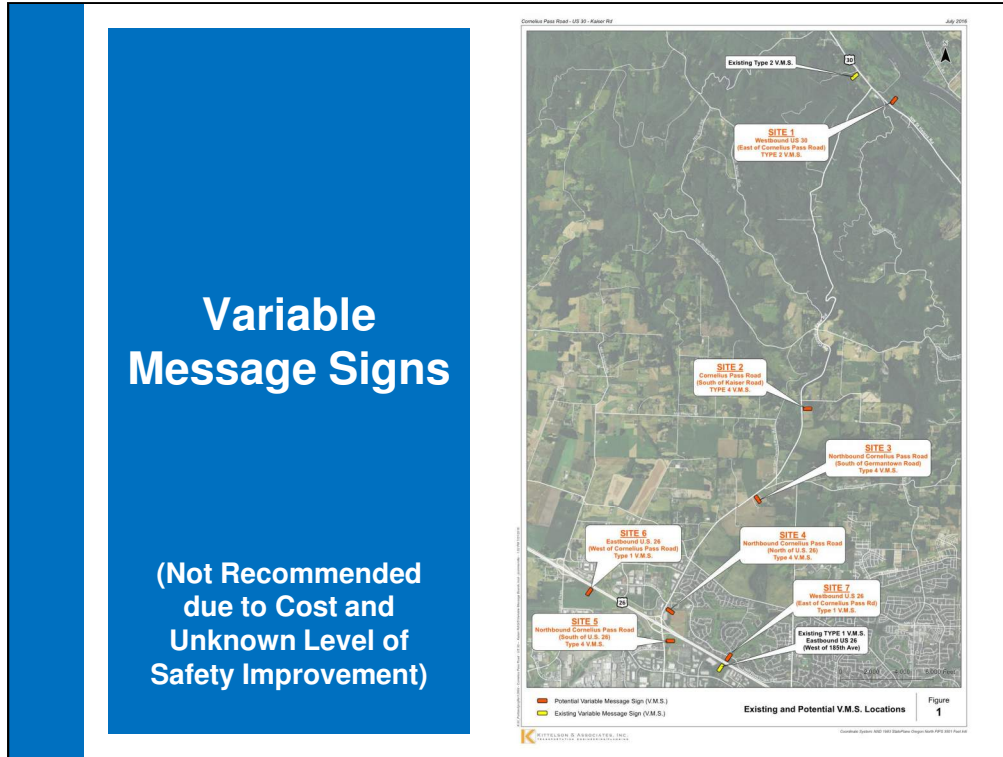 Variable
Message Signs
(Not Recommended
due to Cost and
Unknown Level of
Safety Improvement)
Cornelius Pass Road - US 30 - Kaiser Rd
July 2016
Existing Type 2 V.M.S.
30
SITE 1
Westbound US 30
(East of Cornelius Pass Road)
TYPE 2 V.M.S.
SITE 2
Cornelius Pass Road
(South of Kaiser Road)
TYPE 4 V.M.S.
SITE 3
Northbound Cornelius Pass Road
(South of Germantown Road)
Type 4 V.M.S.
SITE 6
Eastbound U.S. 26
(West of Cornelius Pass Road)
Type 1 V.M.S.
SITE 4
Northbound Cornelius Pass Road
(North of U.S. 26)
Type 4 V.M.S.
26
SITE 7
Westbound U.S 26
(East of Cornelius Pass Rd)
Type 1 V.M.S.
SITE 5
Northbound Cornelius Pass Road
(South of U.S. 26)
Type 4 V.M.S.
Existing TYPE 1 V.M.S.
Eastbound US 26
(West of 185th Ave)
Potential Variable Message Sign (V.M.S.)
Existing Variable Message Sign (V.M.S.)
Existing and Potential V.M.S. Locations
Figure
1
KITTELSON & ASSOCIATES, INC.
TRANSPORTATION ENGINEERING/PLANNING